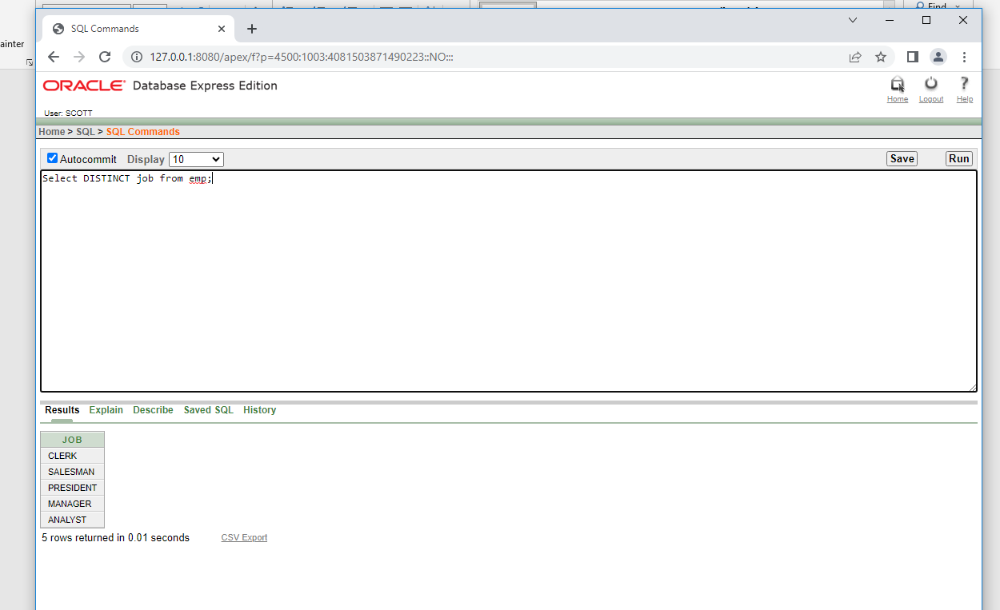 Find
ainter
SQL Commands
127.0.0.1:8080/apex/f?p=4500:1003:4081503871490223::NO:::
ORACLE® Database Express Edition
Home Logout Help
User: SCOTT
Home > SQL > SQL Commands
Autocommit Display 10 Save Run
Select DISTINCT job from emp;
Results Explain Describe Saved SQL History
JOB
CLERK
SALESMAN
PRESIDENT
MANAGER
ANALYST
5 rows returned in 0.01 seconds CSV Export